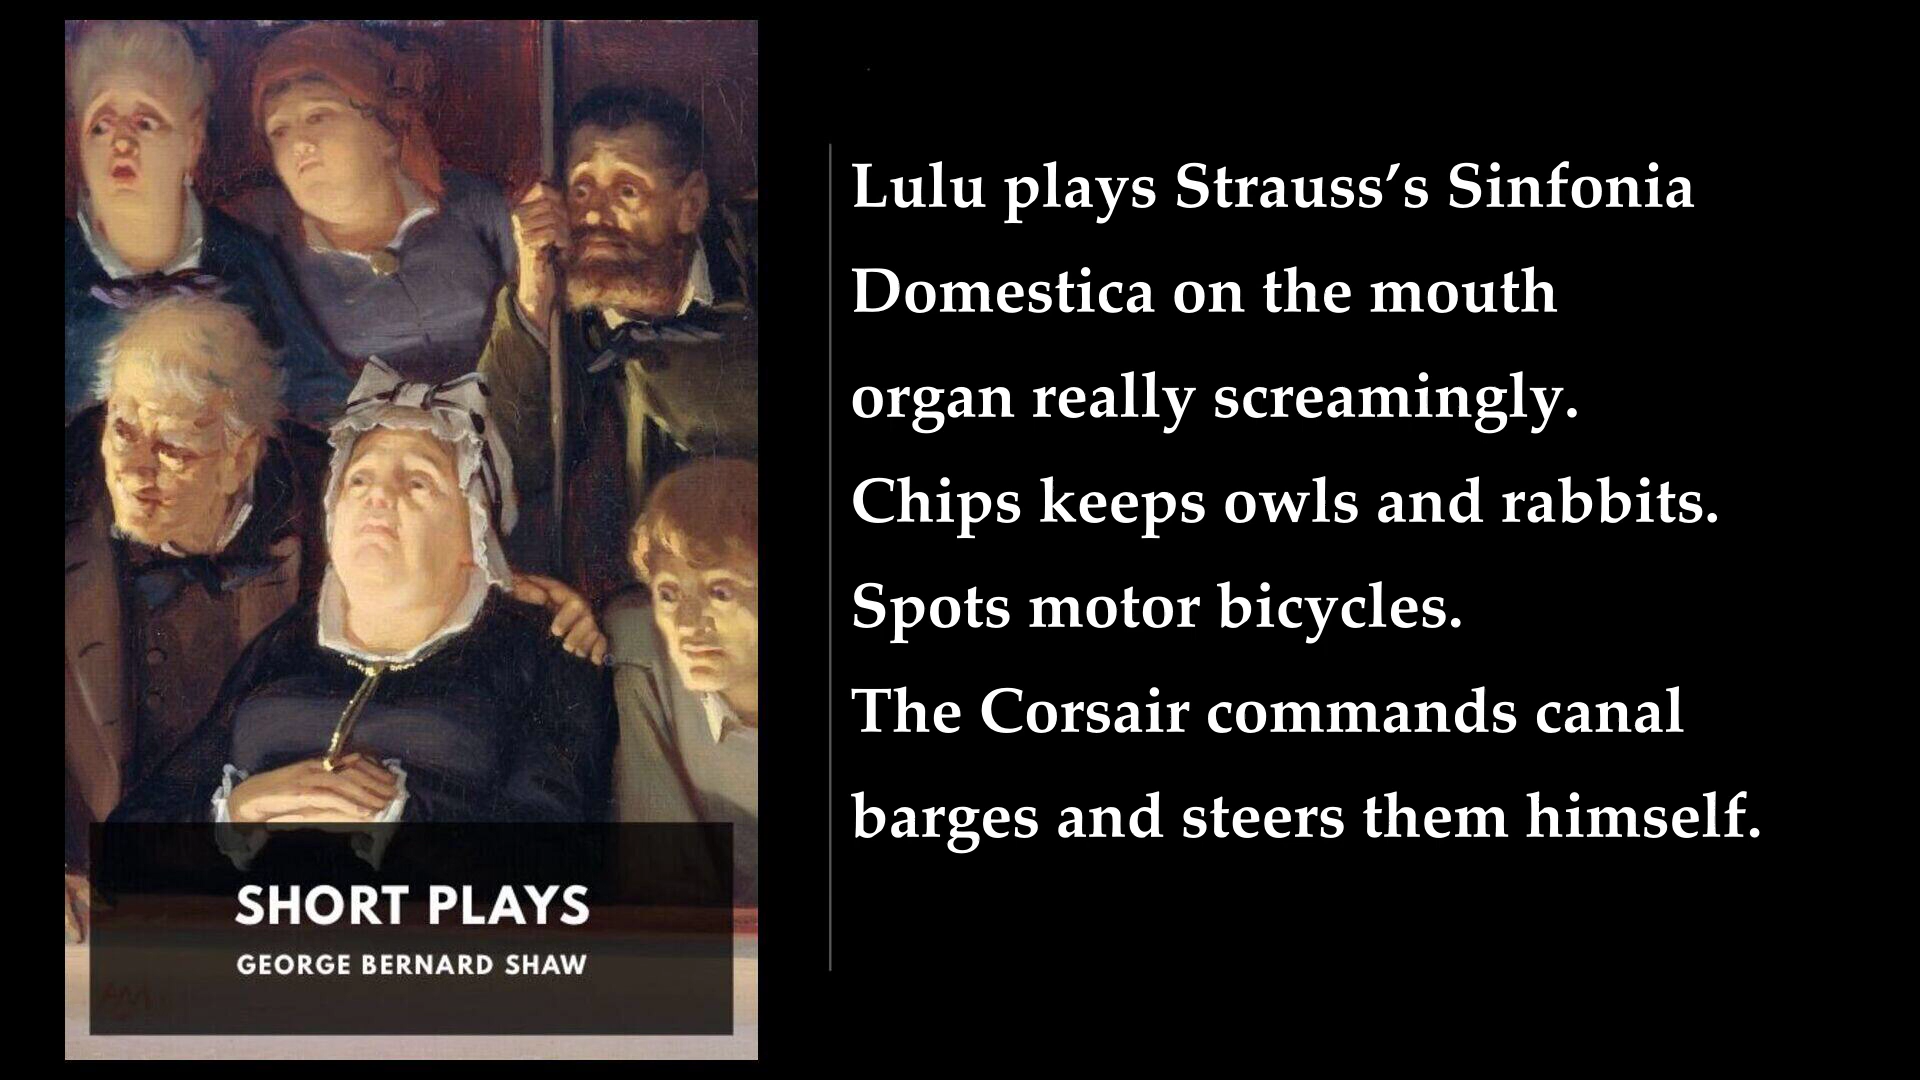 Lulu plays Strauss’s Sinfonia
Domestica on the mouth
organ really screamingly.
Chips keeps owls and rabbits.
Spots motor bicycles.
The Corsair commands canal
barges and steers them himself.
SHORT PLAYS
GEORGE BERNARD SHAW